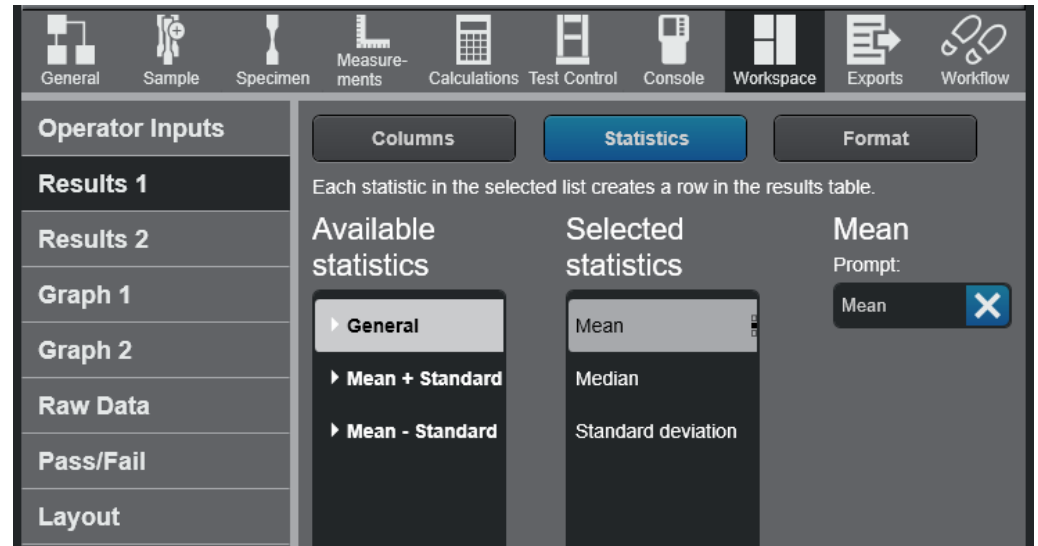 General
Sample
Specimen
Measure-
ments
Calculations
Test Control
Console
Workspace
Exports
Workflow
Operator Inputs
Results 1
Results 2
Graph 1
Graph 2
Raw Data
Pass/Fail
Layout
Columns
Statistics
Format
Each statistic in the selected list creates a row in the results table.
Available
statistics
General
Mean + Standard
Mean - Standard
Selected
statistics
Mean
Median
Standard deviation
Mean
Prompt:
Mean